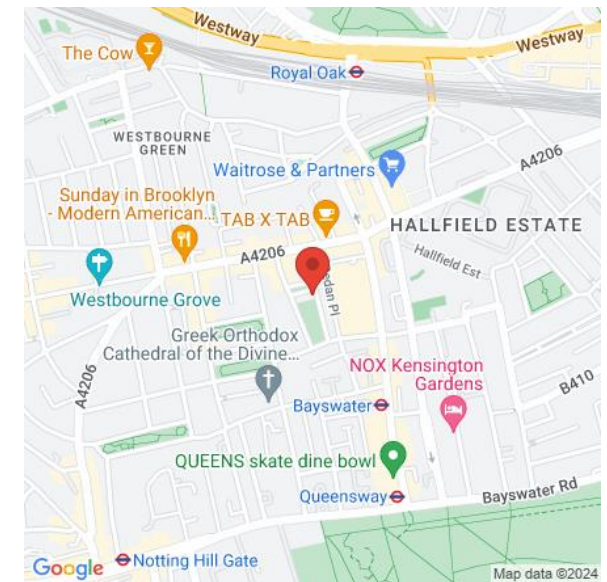 Westway
Westway
The Cow
Royal Oak
WESTBOURNE
GREEN
Waitrose & Partners
A4206
Sunday in Brooklyn
- Modern American...
TAB X TAB
HALLFIELD ESTATE
A4206
Hallfield Est
Westbourne Grove
Redan Pl
Greek Orthodox
Cathedral of the Divine...
NOX Kensington
Gardens
A4206
B410
Bayswater
QUEENS skate dine bowl
Queensway
Bayswater Rd
Google
Notting Hill Gate
Map data ©2024